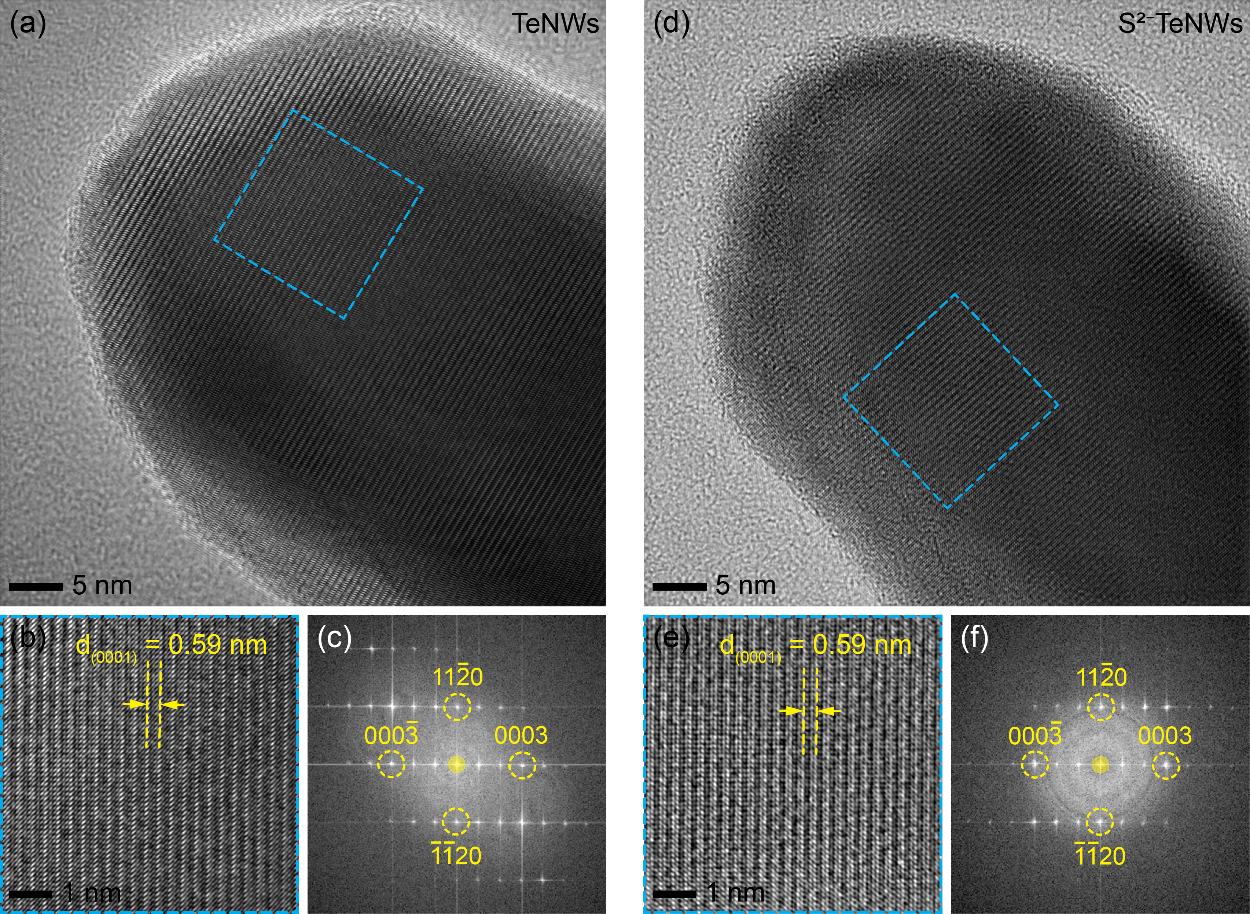 (a)
TeNWs
5 nm
(d)
S²⁻TeNWs
5 nm
(b)
d(0001) = 0.59 nm
1 nm
(c)
112̄0
0003̄
0003
1̄1̄20
(e)
d(0001) = 0.59 nm
1 nm
(f)
112̄0
0003̄
0003
1̄1̄20